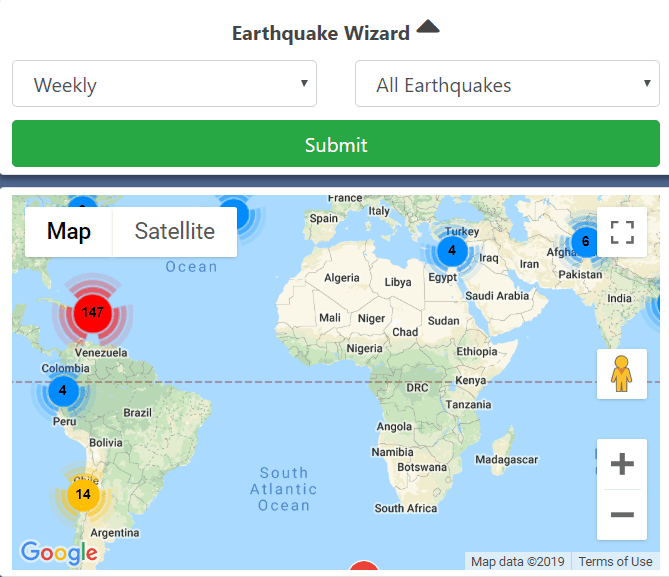 Earthquake Wizard
Weekly
All Earthquakes
Submit
Map Satellite
France
Spain
Italy
Turkey
Ocean
4
6
Iraq
Iran
Pakistan
Algeria
Libya
Egypt
Saudi Arabia
India
147
Mali
Niger
Chad
Sudan
Nigeria
Ethiopia
Venezuela
Colombia
4
DRC
Kenya
Tanzania
Peru
Brazil
Angola
Bolivia
Namibia
Botswana
Madagascar
South
Atlantic
Ocean
Chile
14
South Africa
Argentina
Google
Map data ©2019
Terms of Use